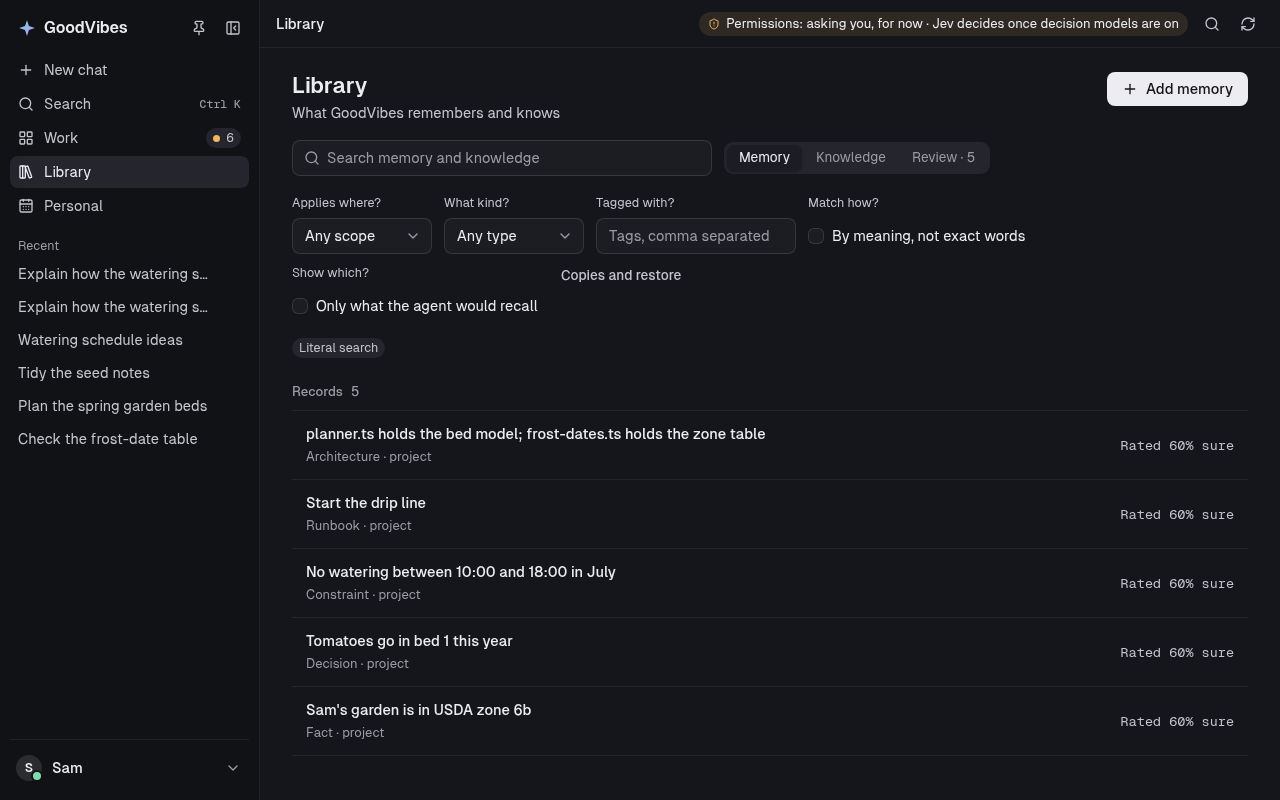 GoodVibes
New chat
Search Ctrl K
Work 6
Library
Personal
Recent
Explain how the watering s…
Explain how the watering s…
Watering schedule ideas
Tidy the seed notes
Plan the spring garden beds
Check the frost-date table
S Sam
Library
Permissions: asking you, for now · Jev decides once decision models are on
Library
What GoodVibes remembers and knows
Add memory
Search memory and knowledge
Memory Knowledge Review · 5
Applies where? What kind? Tagged with? Match how?
Any scope Any type Tags, comma separated By meaning, not exact words
Show which? Copies and restore
Only what the agent would recall
Literal search
Records 5
planner.ts holds the bed model; frost-dates.ts holds the zone table
Architecture · project
Rated 60% sure
Start the drip line
Runbook · project
Rated 60% sure
No watering between 10:00 and 18:00 in July
Constraint · project
Rated 60% sure
Tomatoes go in bed 1 this year
Decision · project
Rated 60% sure
Sam's garden is in USDA zone 6b
Fact · project
Rated 60% sure